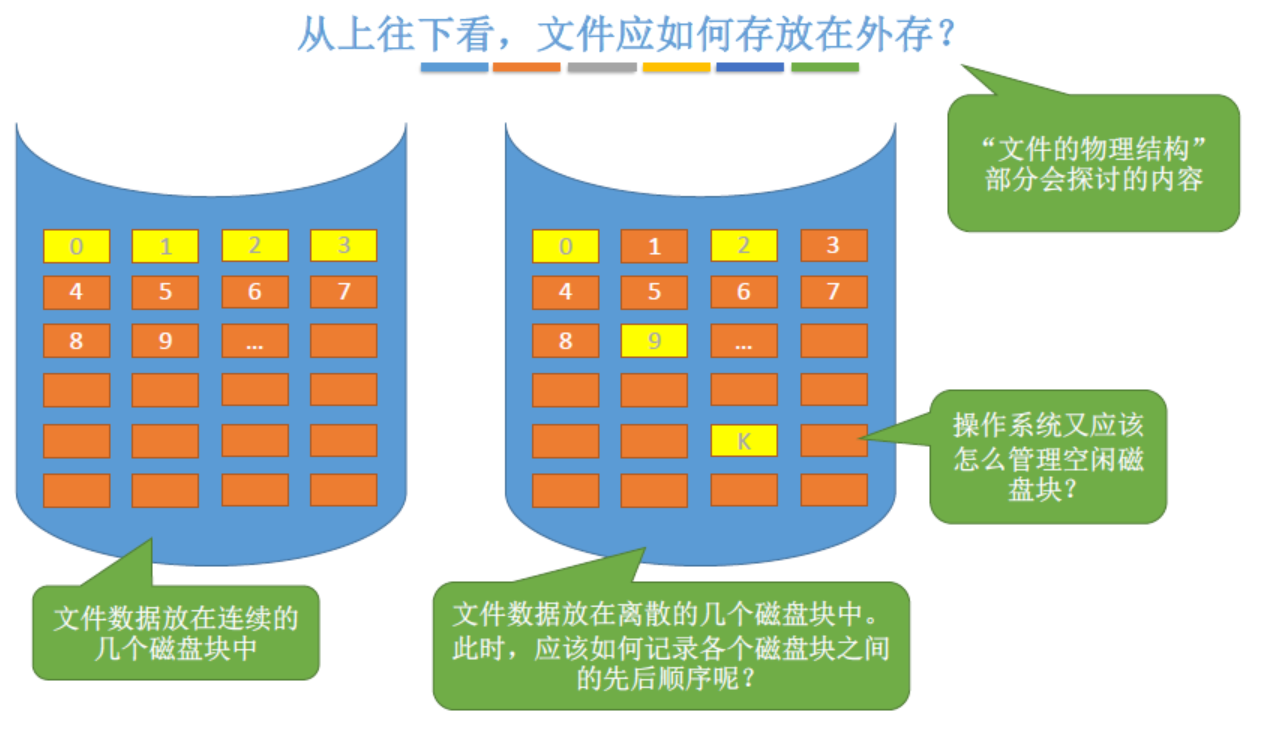 从上往下看，文件应如何存放在外存？
“文件的物理结构”
部分会探讨的内容
0 1 2 3
4 5 6 7
8 9 ...
0 1 2 3
4 5 6 7
8 9 ...
K
操作系统又应该
怎么管理空闲磁
盘块？
文件数据放在连续的
几个磁盘块中
文件数据放在离散的几个磁盘块中。
此时，应该如何记录各个磁盘块之间
的先后顺序呢？